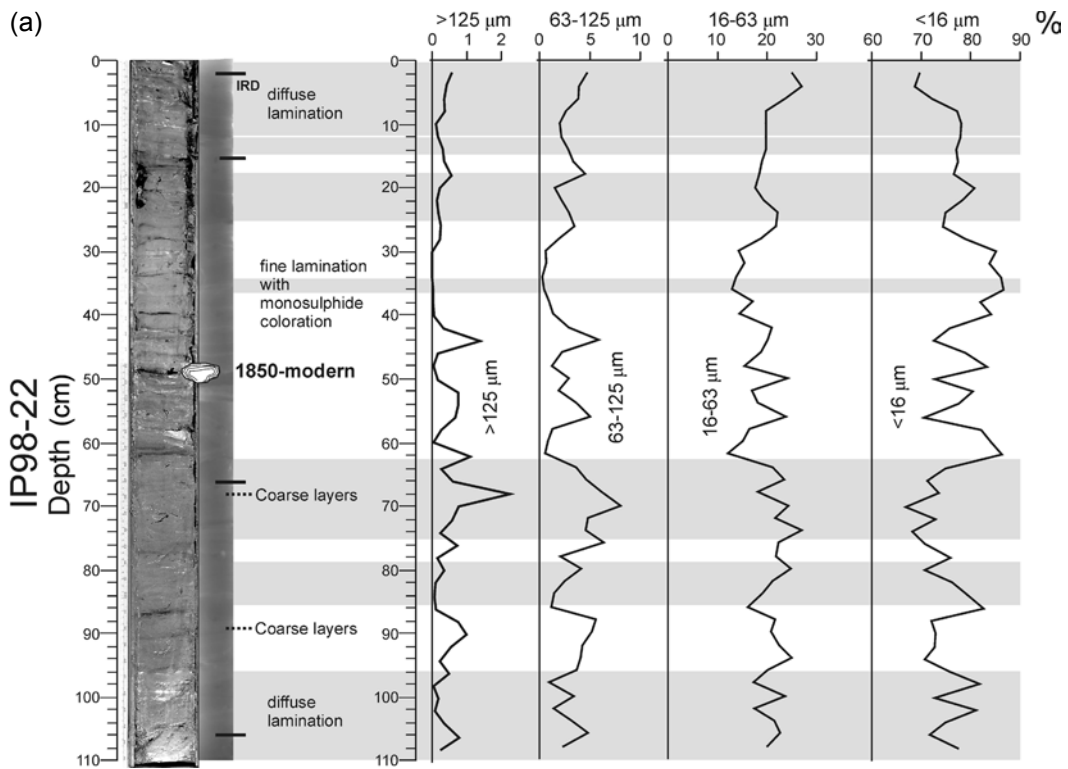 (a)
>125 µm
63-125 µm
16-63 µm
<16 µm
%
0 1 2
0 5 10
0 10 20 30
60 70 80 90
IP98-22
Depth (cm)
0
10
20
30
40
50
60
70
80
90
100
110
IRD
diffuse
lamination
fine lamination
with
monosulphide
coloration
1850-modern
Coarse layers
Coarse layers
diffuse
lamination
0
10
20
30
40
50
60
70
80
90
100
110
>125 µm
63-125 µm
16-63 µm
<16 µm